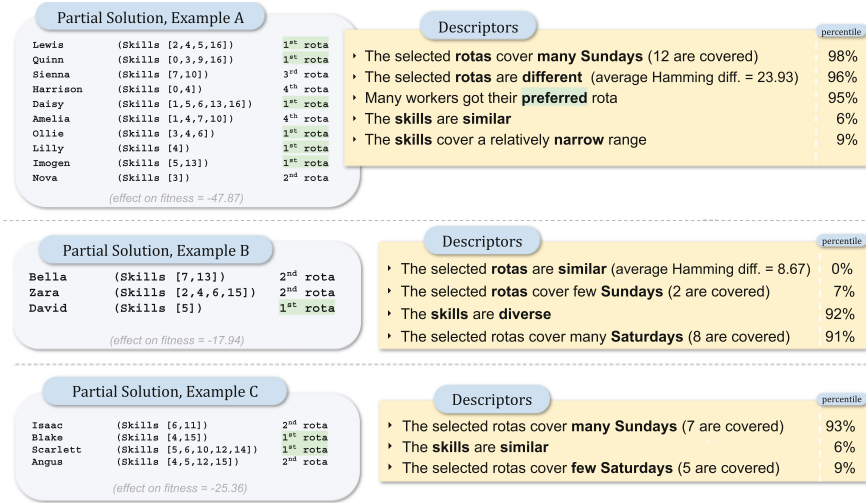 Partial Solution, Example A
Lewis (Skills [2,4,5,16]) 1st rota
Quinn (Skills [0,3,9,16]) 1st rota
Sienna (Skills [7,10]) 3rd rota
Harrison (Skills [0,4]) 4th rota
Daisy (Skills [1,5,6,13,16]) 1st rota
Amelia (Skills [1,4,7,10]) 4th rota
Ollie (Skills [3,4,6]) 1st rota
Lilly (Skills [4]) 1st rota
Imogen (Skills [5,13]) 1st rota
Nova (Skills [3]) 2nd rota
(effect on fitness = -47.87)
Descriptors
percentile
‣ The selected rotas cover many Sundays (12 are covered) 98%
‣ The selected rotas are different (average Hamming diff. = 23.93) 96%
‣ Many workers got their preferred rota 95%
‣ The skills are similar 6%
‣ The skills cover a relatively narrow range 9%
Partial Solution, Example B
Bella (Skills [7,13]) 2nd rota
Zara (Skills [2,4,6,15]) 2nd rota
David (Skills [5]) 1st rota
(effect on fitness = -17.94)
Descriptors
percentile
‣ The selected rotas are similar (average Hamming diff. = 8.67) 0%
‣ The selected rotas cover few Sundays (2 are covered) 7%
‣ The skills are diverse 92%
‣ The selected rotas cover many Saturdays (8 are covered) 91%
Partial Solution, Example C
Isaac (Skills [6,11]) 2nd rota
Blake (Skills [4,15]) 1st rota
Scarlett (Skills [5,6,10,12,14]) 1st rota
Angus (Skills [4,5,12,15]) 2nd rota
(effect on fitness = -25.36)
Descriptors
percentile
‣ The selected rotas cover many Sundays (7 are covered) 93%
‣ The skills are similar 6%
‣ The selected rotas cover few Saturdays (5 are covered) 9%